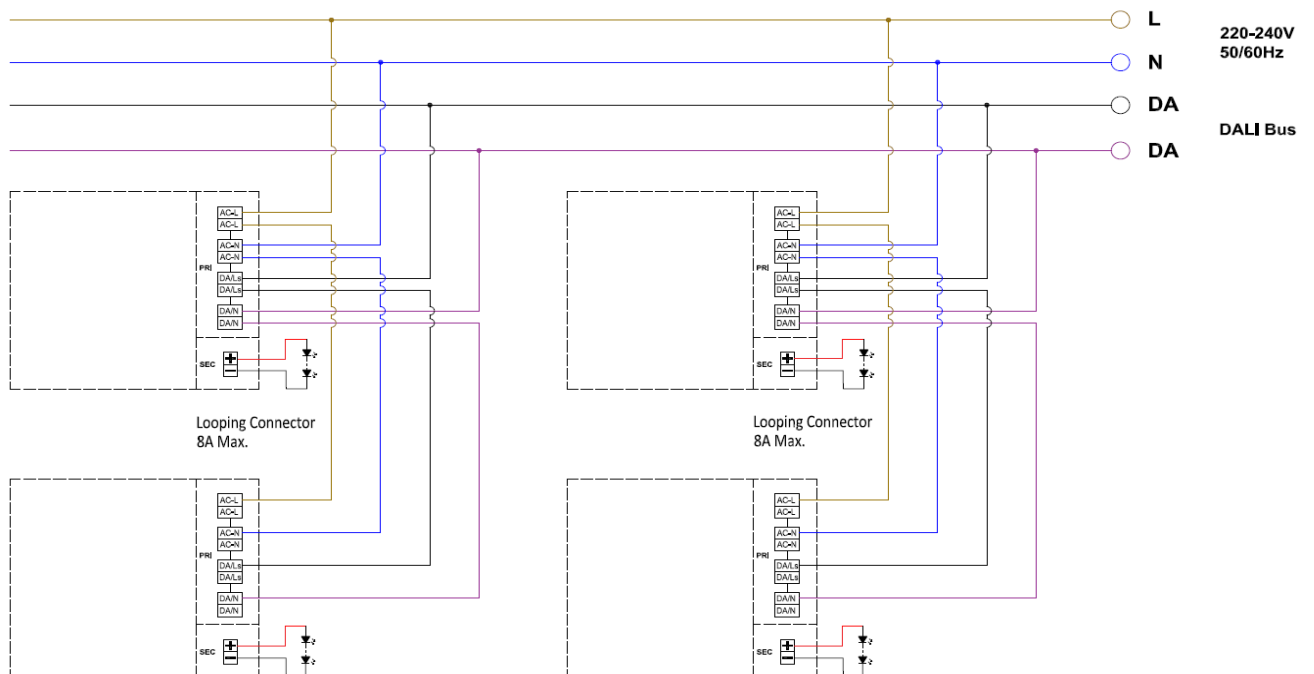 L
220-240V
50/60Hz
N
DA
DALI Bus
DA
AC-L
AC-L
AC-N
AC-N
PRI
DA/Ls
DA/Ls
DA/N
DA/N
SEC
+
−
Looping Connector
8A Max.
AC-L
AC-L
AC-N
AC-N
PRI
DA/Ls
DA/Ls
DA/N
DA/N
SEC
+
−
Looping Connector
8A Max.
AC-L
AC-L
AC-N
AC-N
PRI
DA/Ls
DA/Ls
DA/N
DA/N
SEC
+
−
AC-L
AC-L
AC-N
AC-N
PRI
DA/Ls
DA/Ls
DA/N
DA/N
SEC
+
−